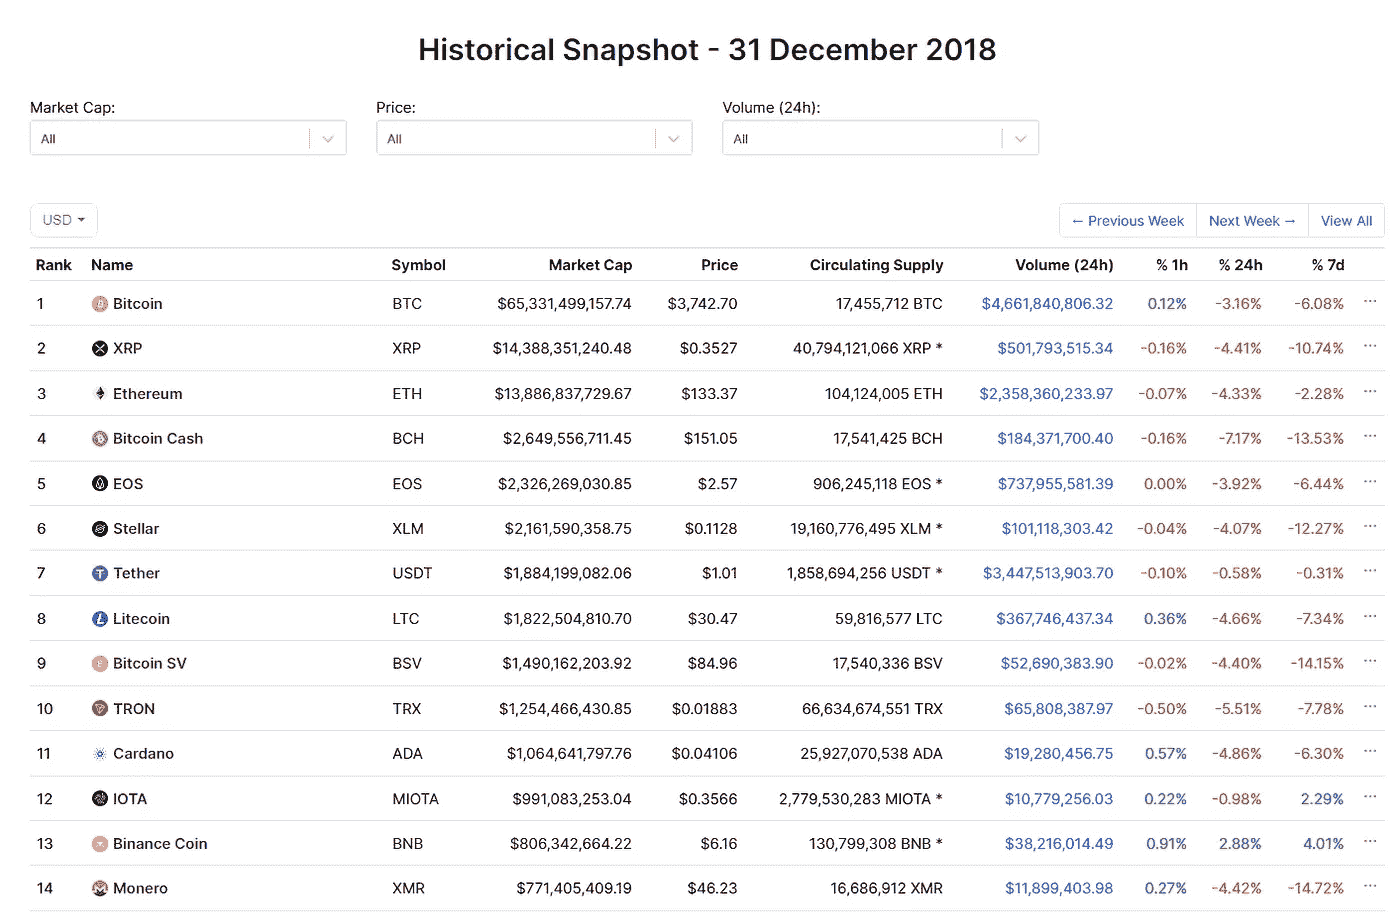 Historical Snapshot - 31 December 2018
Market Cap: Price: Volume (24h):
All All All
USD ← Previous Week Next Week → View All
Rank Name Symbol Market Cap Price Circulating Supply Volume (24h) % 1h % 24h % 7d
1 Bitcoin BTC $65,331,499,157.74 $3,742.70 17,455,712 BTC $4,661,840,806.32 0.12% -3.16% -6.08% ...
2 XRP XRP $14,388,351,240.48 $0.3527 40,794,121,066 XRP * $501,793,515.34 -0.16% -4.41% -10.74% ...
3 Ethereum ETH $13,886,837,729.67 $133.37 104,124,005 ETH $2,358,360,233.97 -0.07% -4.33% -2.28% ...
4 Bitcoin Cash BCH $2,649,556,711.45 $151.05 17,541,425 BCH $184,371,700.40 -0.16% -7.17% -13.53% ...
5 EOS EOS $2,326,269,030.85 $2.57 906,245,118 EOS * $737,955,581.39 0.00% -3.92% -6.44% ...
6 Stellar XLM $2,161,590,358.75 $0.1128 19,160,776,495 XLM * $101,118,303.42 -0.04% -4.07% -12.27% ...
7 Tether USDT $1,884,199,082.06 $1.01 1,858,694,256 USDT * $3,447,513,903.70 -0.10% -0.58% -0.31% ...
8 Litecoin LTC $1,822,504,810.70 $30.47 59,816,577 LTC $367,746,437.34 0.36% -4.66% -7.34% ...
9 Bitcoin SV BSV $1,490,162,203.92 $84.96 17,540,336 BSV $52,690,383.90 -0.02% -4.40% -14.15% ...
10 TRON TRX $1,254,466,430.85 $0.01883 66,634,674,551 TRX $65,808,387.97 -0.50% -5.51% -7.78% ...
11 Cardano ADA $1,064,641,797.76 $0.04106 25,927,070,538 ADA $19,280,456.75 0.57% -4.86% -6.30% ...
12 IOTA MIOTA $991,083,253.04 $0.3566 2,779,530,283 MIOTA * $10,779,256.03 0.22% -0.98% 2.29% ...
13 Binance Coin BNB $806,342,664.22 $6.16 130,799,308 BNB * $38,216,014.49 0.91% 2.88% 4.01% ...
14 Monero XMR $771,405,409.19 $46.23 16,686,912 XMR $11,899,403.98 0.27% -4.42% -14.72% ...